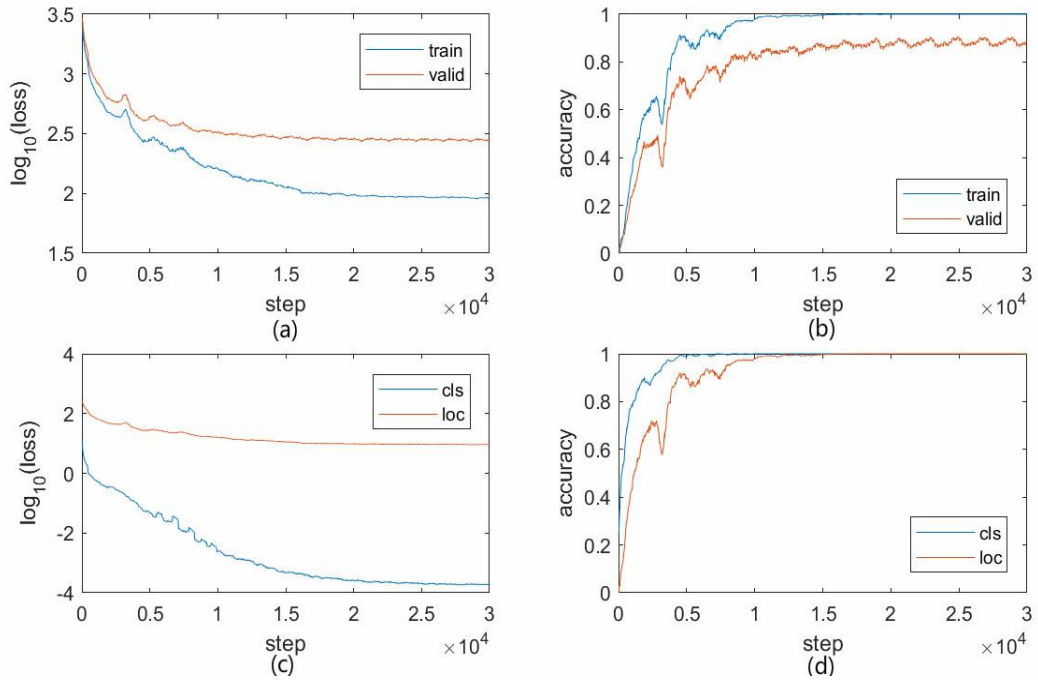 3.5
3
2.5
2
1.5
log10(loss)
train
valid
0 0.5 1 1.5 2 2.5 3
step
×10^4
(a)
1
0.8
0.6
0.4
0.2
0
accuracy
train
valid
0 0.5 1 1.5 2 2.5 3
step
×10^4
(b)
4
2
0
-2
-4
log10(loss)
cls
loc
0 0.5 1 1.5 2 2.5 3
step
×10^4
(c)
1
0.8
0.6
0.4
0.2
0
accuracy
cls
loc
0 0.5 1 1.5 2 2.5 3
step
×10^4
(d)